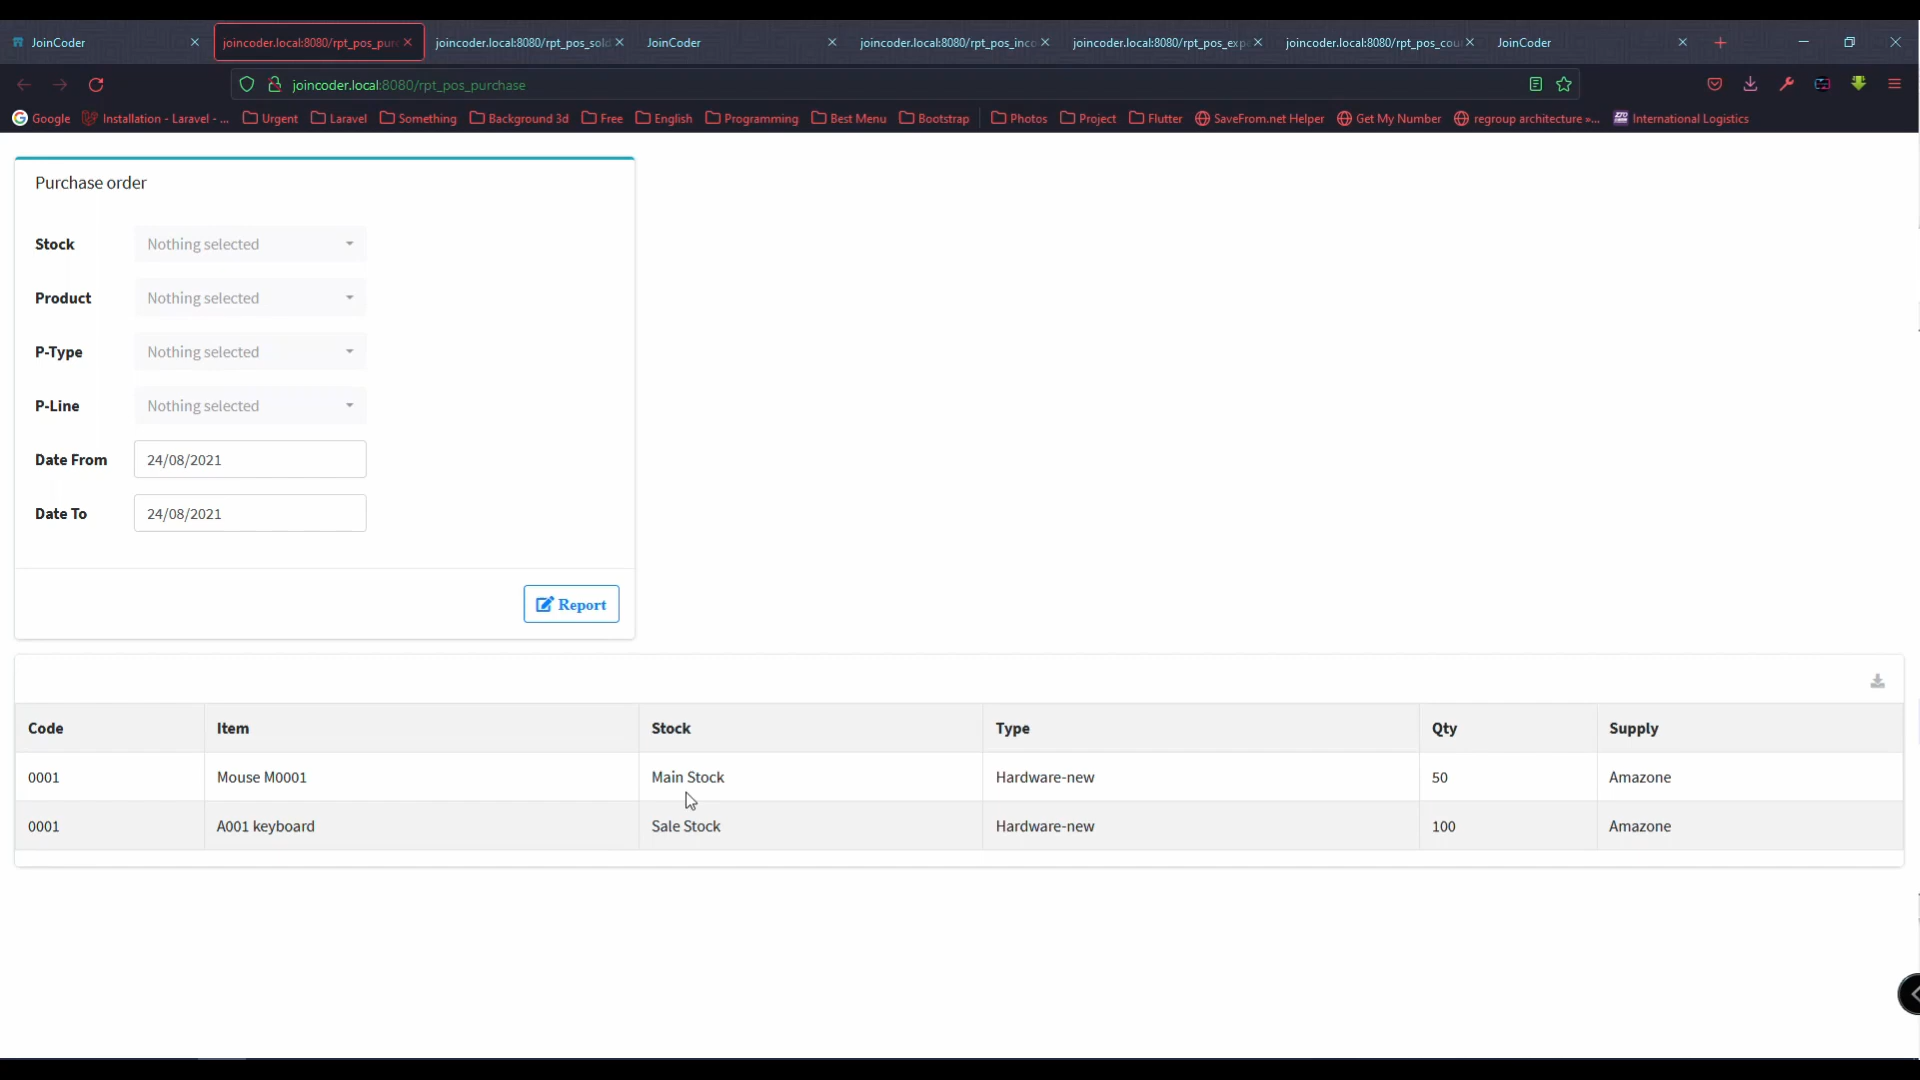 JoinCoder
joincoder.local:8080/rpt_pos_pur
joincoder.local:8080/rpt_pos_sol
JoinCoder
joincoder.local:8080/rpt_pos_inc
joincoder.local:8080/rpt_pos_exp
joincoder.local:8080/rpt_pos_cou
JoinCoder
joincoder.local:8080/rpt_pos_purchase
Google
Installation - Laravel - ...
Urgent
Laravel
Something
Background 3d
Free
English
Programming
Best Menu
Bootstrap
Photos
Project
Flutter
SaveFrom.net Helper
Get My Number
regroup architecture »...
International Logistics
Purchase order
Stock Nothing selected
Product Nothing selected
P-Type Nothing selected
P-Line Nothing selected
Date From 24/08/2021
Date To 24/08/2021
Report
Code Item Stock Type Qty Supply
0001 Mouse M0001 Main Stock Hardware-new 50 Amazone
0001 A001 keyboard Sale Stock Hardware-new 100 Amazone